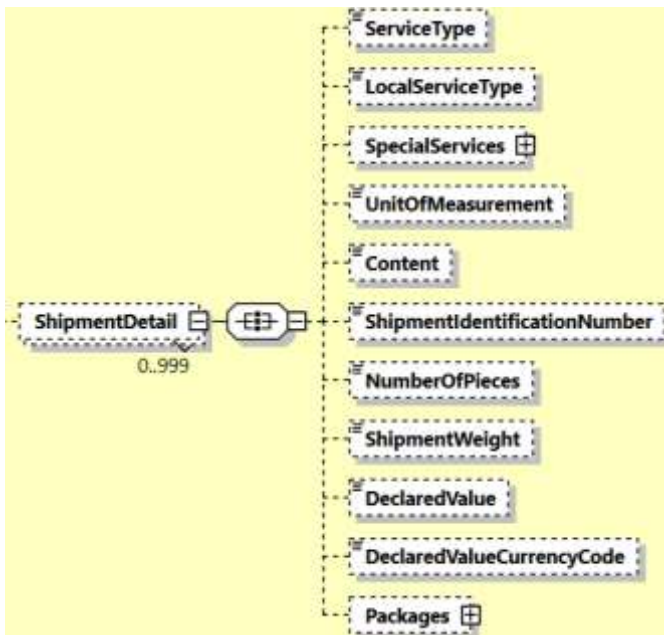 ServiceType
LocalServiceType
SpecialServices
UnitOfMeasurement
Content
ShipmentDetail
0..999
ShipmentIdentificationNumber
NumberOfPieces
ShipmentWeight
DeclaredValue
DeclaredValueCurrencyCode
Packages